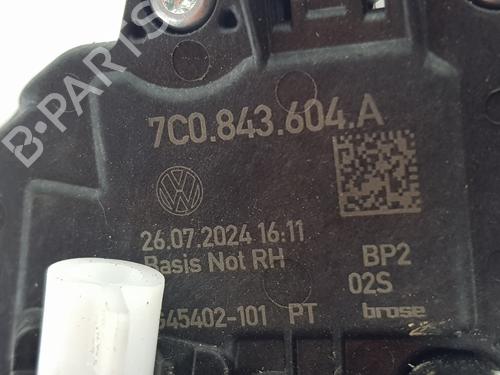 B-PARTS
7C0.843.604.A
26.07.2024 16:11
Basis Not RH
BP2
02S
645402-101 PT
brose